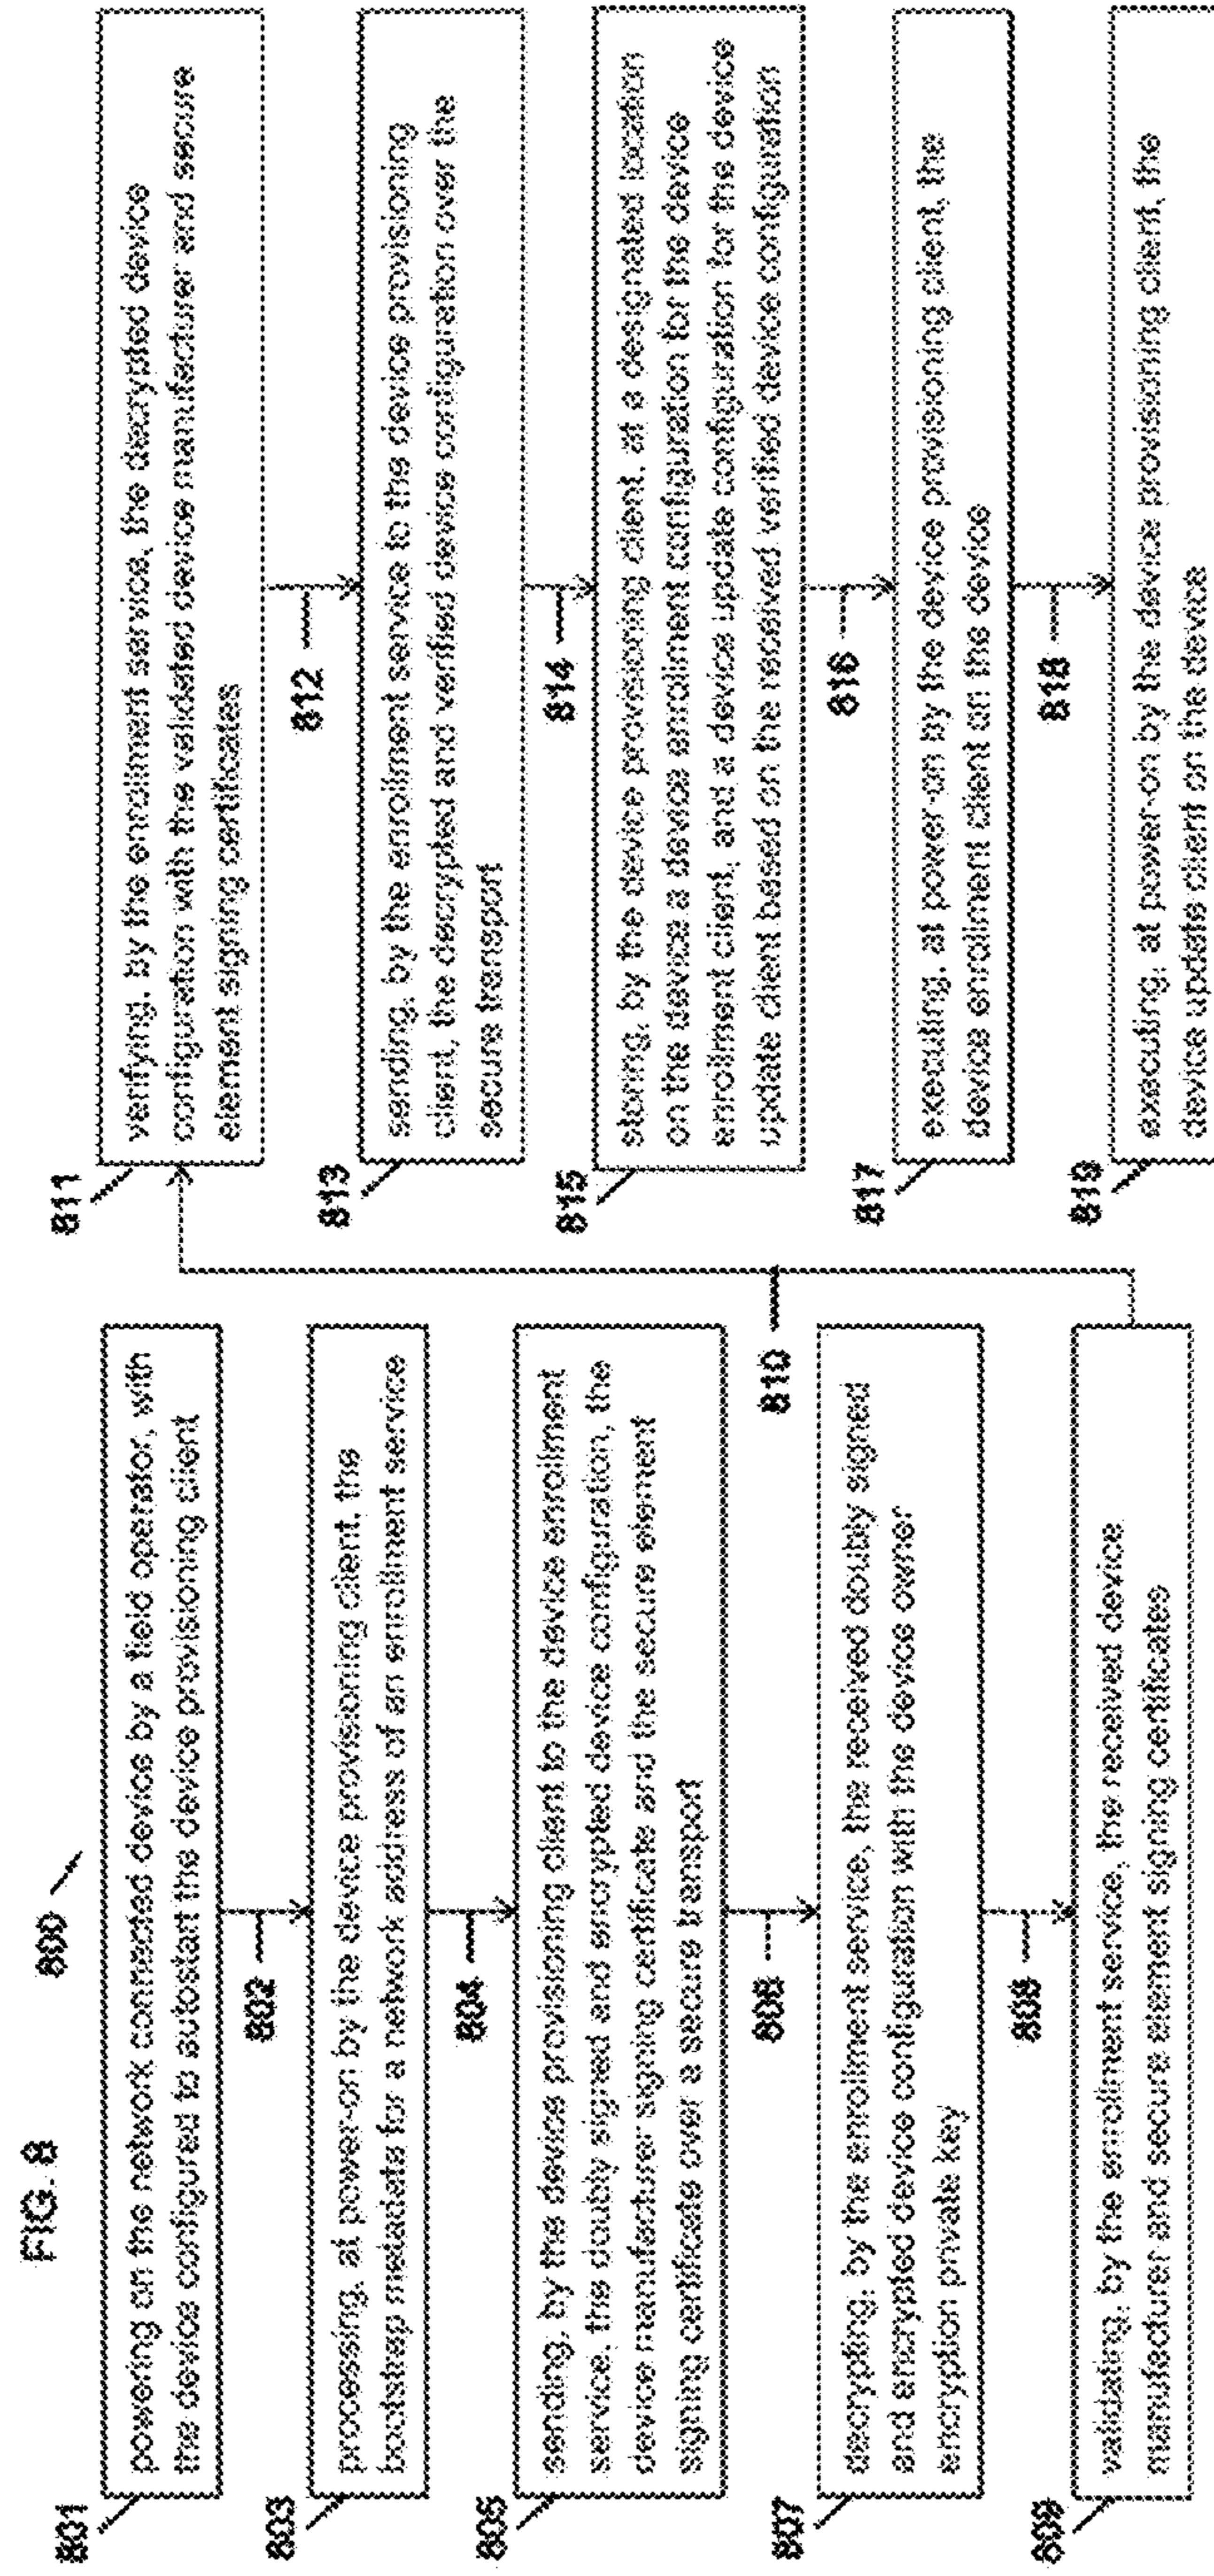 FIG. 8
800
801
powering on the network connected device by a field operator, with
the device configured to autostart the device provisioning client
802
803
processing, at power-on by the device provisioning client, the
bootstrap metadata for a network address of an enrollment service
804
805
sending, by the device provisioning client to the device enrollment
service, the doubly signed and encrypted device configuration, the
device manufacturer signing certificate and the secure element
signing certificate over a secure transport
806
807
decrypting, by the enrollment service, the received doubly signed
and encrypted device configuration with the device owner
encryption private key
808
809
validating, by the enrollment service, the received device
manufacturer and secure element signing certificates
810
811
verifying, by the enrollment service, the decrypted device
configuration with the validated device manufacturer and secure
element signing certificates
812
813
sending, by the enrollment service to the device provisioning
client, the decrypted and verified device configuration over the
secure transport
814
815
storing, by the device provisioning client, at a designated location
on the device a device enrollment configuration for the device
enrollment client, and a device update configuration for the device
update client based on the received verified device configuration
816
817
executing, at power-on by the device provisioning client, the
device enrollment client on the device
818
819
executing, at power-on by the device provisioning client, the
device update client on the device